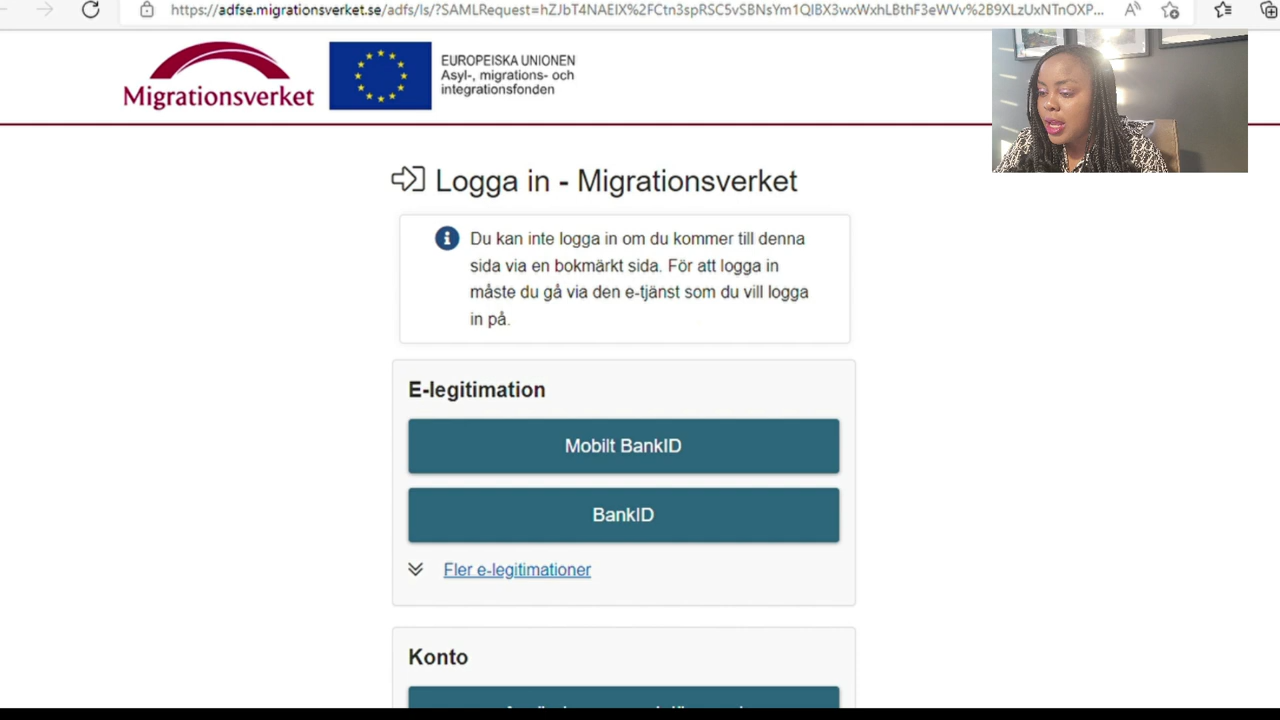 https://adfse.migrationsverket.se/adfs/ls/?SAMLRequest=hZJbT4NAEIX%2FCtn3spRSC5vSBNsYm1QIBX3wxWxhLBthF3eWVv%2B9XLzUxNTnOXP...
Migrationsverket
EUROPEISKA UNIONEN
Asyl-, migrations- och
integrationsfonden
Logga in - Migrationsverket
Du kan inte logga in om du kommer till denna
sida via en bokmärkt sida. För att logga in
måste du gå via den e-tjänst som du vill logga
in på.
E-legitimation
Mobilt BankID
BankID
Fler e-legitimationer
Konto